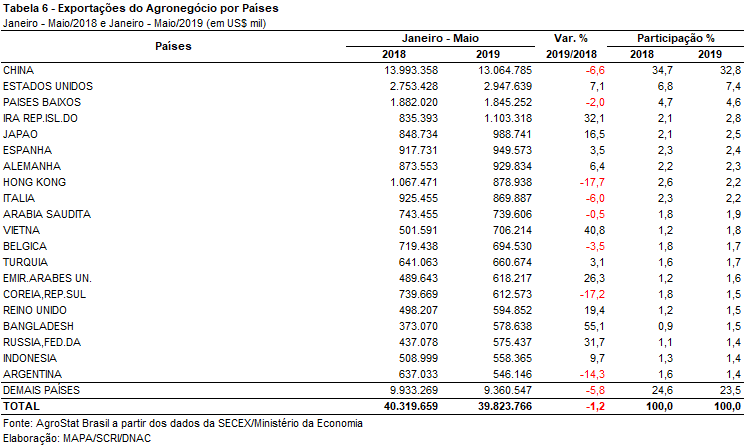 Tabela 6 - Exportações do Agronegócio por Países
Janeiro - Maio/2018 e Janeiro - Maio/2019 (em US$ mil)
Países Janeiro - Maio Var. % Participação %
2018 2019 2019/2018 2018 2019
CHINA 13.993.358 13.064.785 -6,6 34,7 32,8
ESTADOS UNIDOS 2.753.428 2.947.639 7,1 6,8 7,4
PAISES BAIXOS 1.882.020 1.845.252 -2,0 4,7 4,6
IRA REP.ISL.DO 835.393 1.103.318 32,1 2,1 2,8
JAPAO 848.734 988.741 16,5 2,1 2,5
ESPANHA 917.731 949.573 3,5 2,3 2,4
ALEMANHA 873.553 929.834 6,4 2,2 2,3
HONG KONG 1.067.471 878.938 -17,7 2,6 2,2
ITALIA 925.455 869.887 -6,0 2,3 2,2
ARABIA SAUDITA 743.455 739.606 -0,5 1,8 1,9
VIETNA 501.591 706.214 40,8 1,2 1,8
BELGICA 719.438 694.530 -3,5 1,8 1,7
TURQUIA 641.063 660.674 3,1 1,6 1,7
EMIR.ARABES UN. 489.643 618.217 26,3 1,2 1,6
COREIA,REP.SUL 739.669 612.573 -17,2 1,8 1,5
REINO UNIDO 498.207 594.852 19,4 1,2 1,5
BANGLADESH 373.070 578.638 55,1 0,9 1,5
RUSSIA,FED.DA 437.078 575.437 31,7 1,1 1,4
INDONESIA 508.999 558.365 9,7 1,3 1,4
ARGENTINA 637.033 546.146 -14,3 1,6 1,4
DEMAIS PAÍSES 9.933.269 9.360.547 -5,8 24,6 23,5
TOTAL 40.319.659 39.823.766 -1,2 100,0 100,0
Fonte: AgroStat Brasil a partir dos dados da SECEX/Ministério da Economia
Elaboração: MAPA/SCRI/DNAC